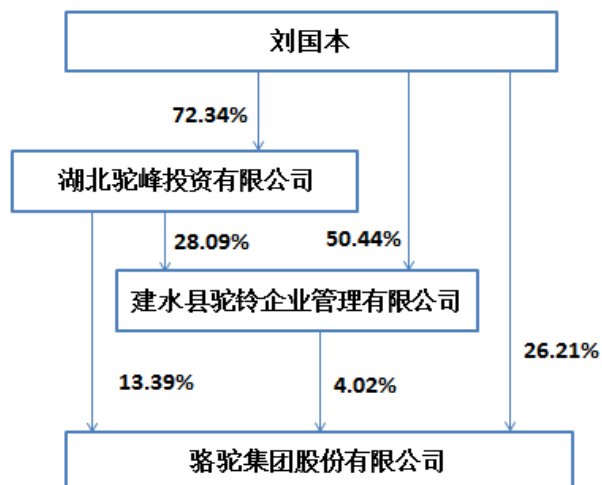 刘国本
72.34%
湖北驼峰投资有限公司
28.09%
50.44%
建水县驼铃企业管理有限公司
26.21%
13.39%
4.02%
骆驼集团股份有限公司